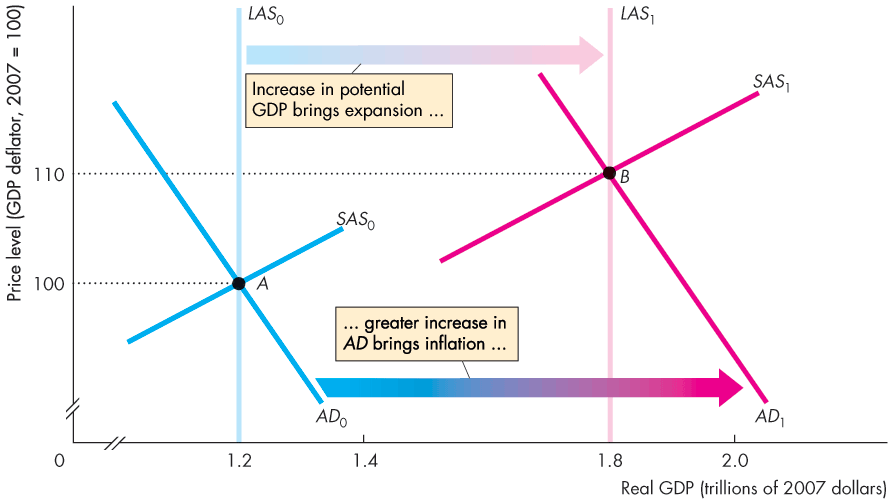 Price level (GDP deflator, 2007 = 100)
LAS₀
LAS₁
Increase in potential
GDP brings expansion ...
SAS₁
110
B
SAS₀
100
A
... greater increase in
AD brings inflation ...
AD₀
AD₁
0
1.2
1.4
1.8
2.0
Real GDP (trillions of 2007 dollars)